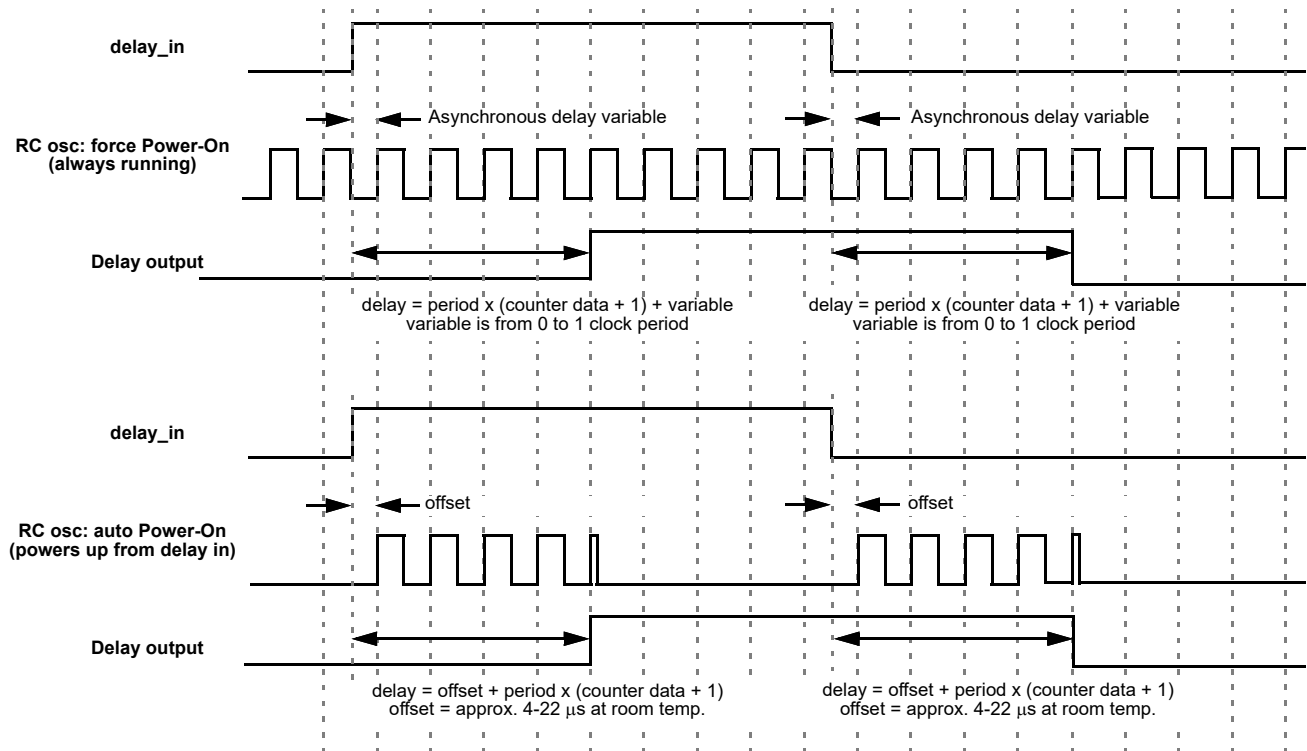 delay_in
Asynchronous delay variable
Asynchronous delay variable
RC osc: force Power-On
(always running)
Delay output
delay = period x (counter data + 1) + variable
variable is from 0 to 1 clock period
delay = period x (counter data + 1) + variable
variable is from 0 to 1 clock period
delay_in
offset
offset
RC osc: auto Power-On
(powers up from delay in)
Delay output
delay = offset + period x (counter data + 1)
offset = approx. 4-22 μs at room temp.
delay = offset + period x (counter data + 1)
offset = approx. 4-22 μs at room temp.